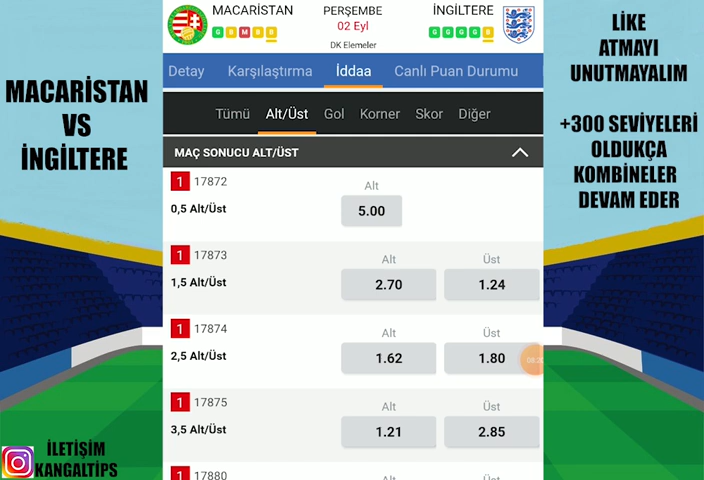 MACARİSTAN
VS
İNGİLTERE
İLETİŞİM
KANGALTIPS
MACARİSTAN
G B M B B
PERŞEMBE
02 Eyl
DK Elemeler
İNGİLTERE
G G G G B
Detay Karşılaştırma İddaa Canlı Puan Durumu
Tümü Alt/Üst Gol Korner Skor Diğer
MAÇ SONUCU ALT/ÜST
1 17872
0,5 Alt/Üst
Alt
5.00
1 17873
1,5 Alt/Üst
Alt Üst
2.70 1.24
1 17874
2,5 Alt/Üst
Alt Üst
1.62 1.80
1 17875
3,5 Alt/Üst
Alt Üst
1.21 2.85
1 17880
Alt Üst
LİKE
ATMAYI
UNUTMAYALIM
+300 SEVİYELERİ
OLDUKÇA
KOMBİNELER
DEVAM EDER